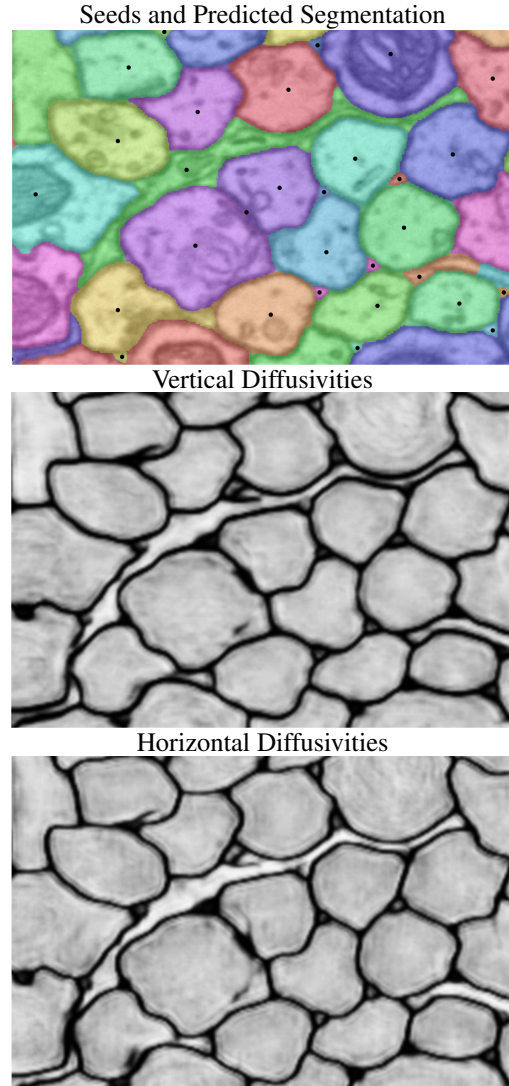 Seeds and Predicted Segmentation
Vertical Diffusivities
Horizontal Diffusivities